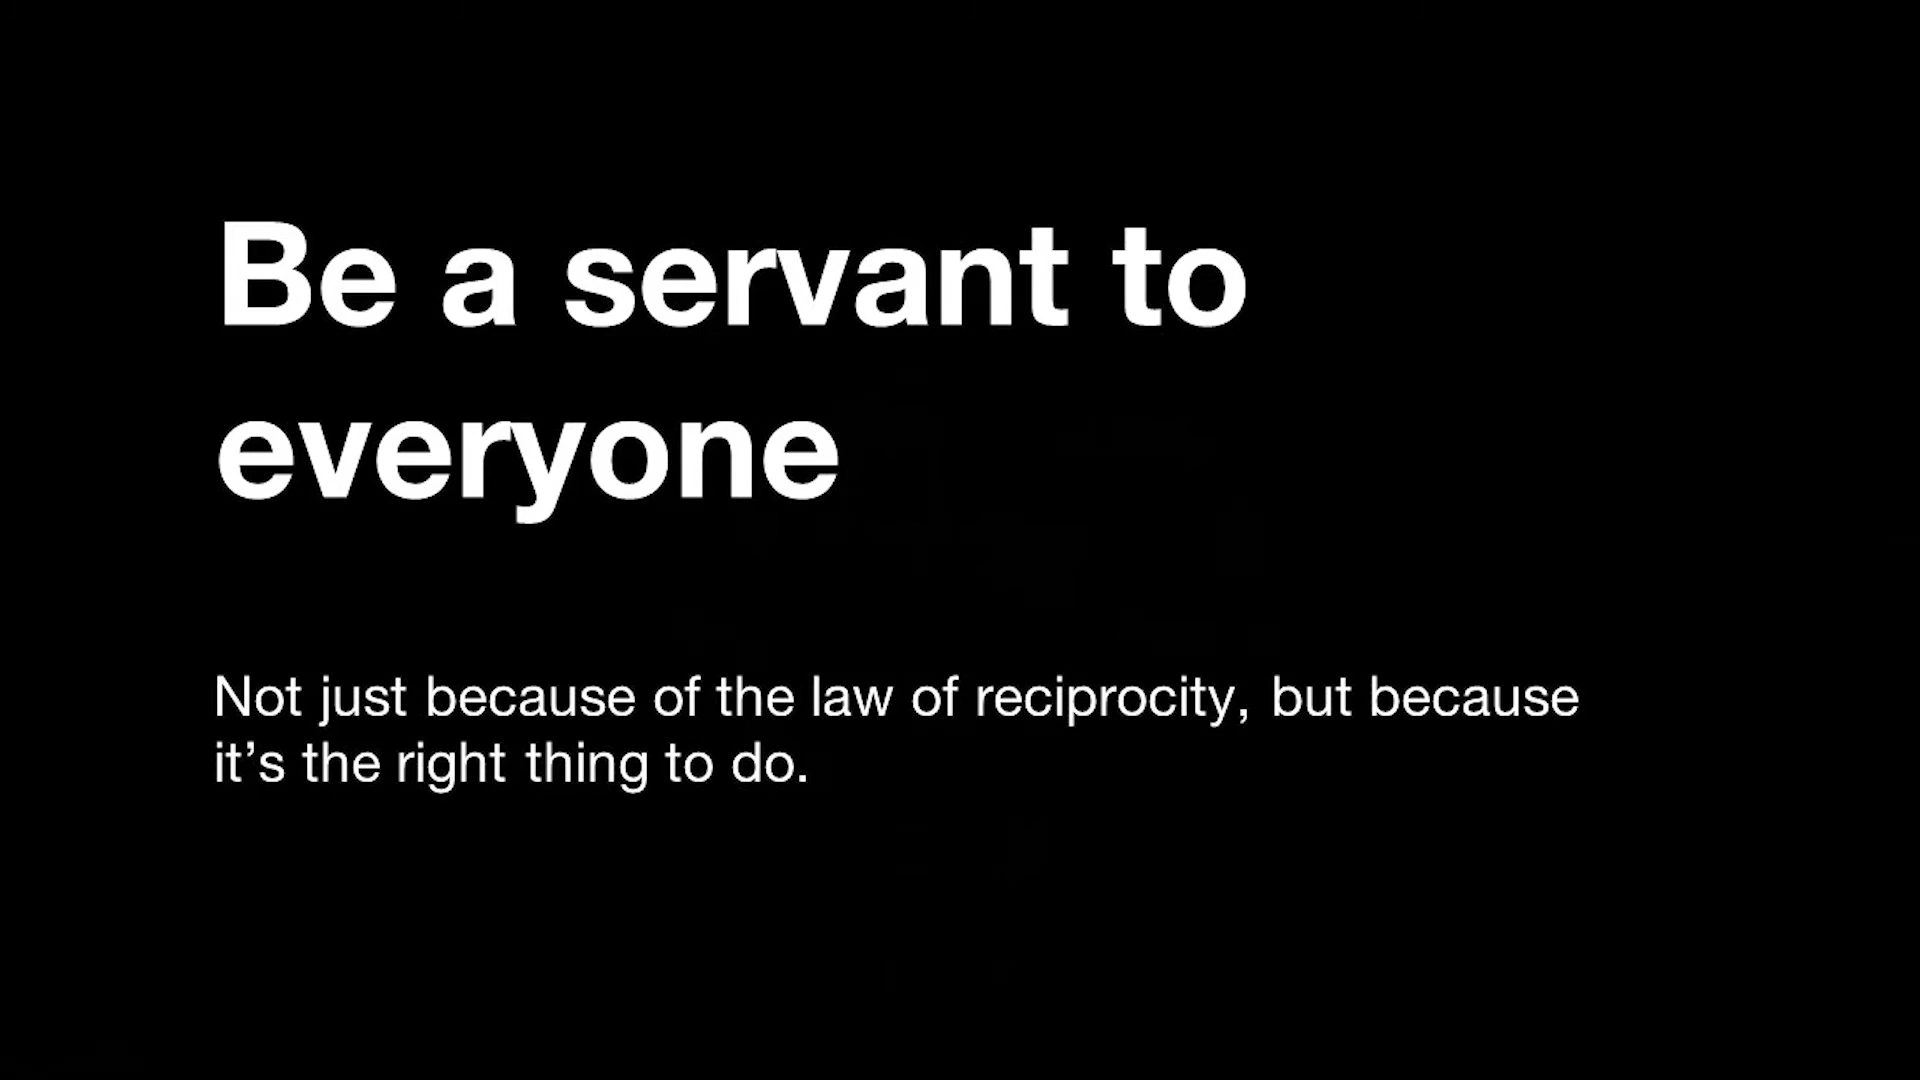 Be a servant to
everyone
Not just because of the law of reciprocity, but because
it’s the right thing to do.